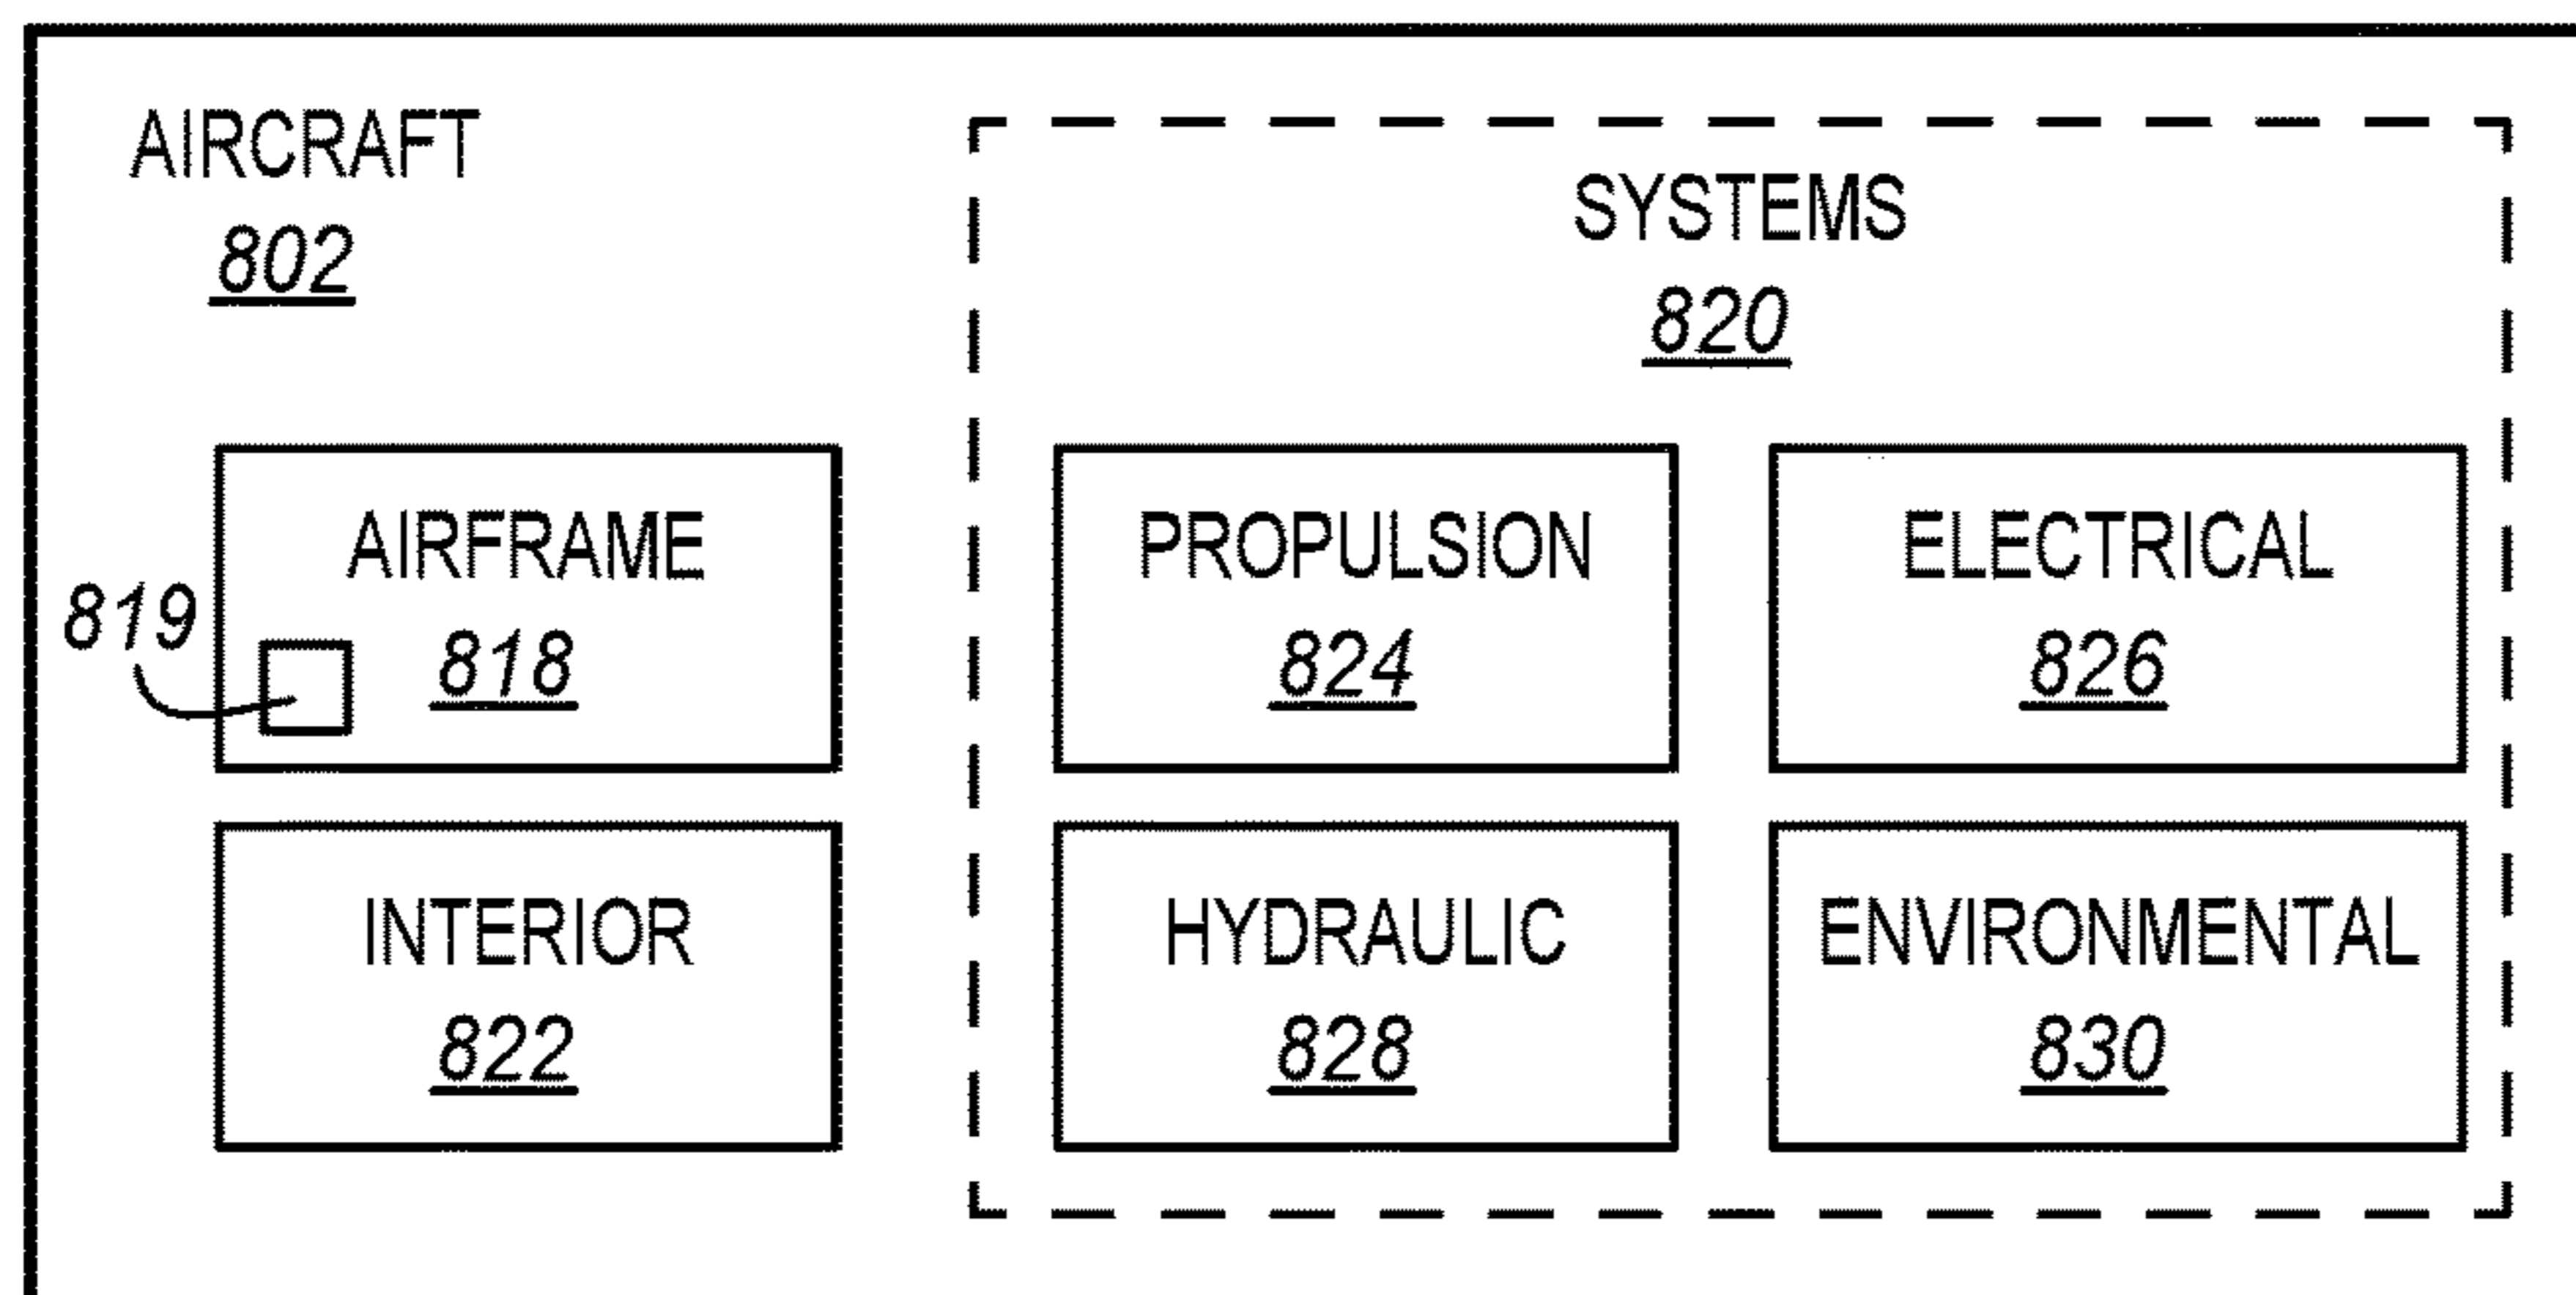 AIRCRAFT
802
SYSTEMS
820
AIRFRAME
818
819
PROPULSION
824
ELECTRICAL
826
INTERIOR
822
HYDRAULIC
828
ENVIRONMENTAL
830